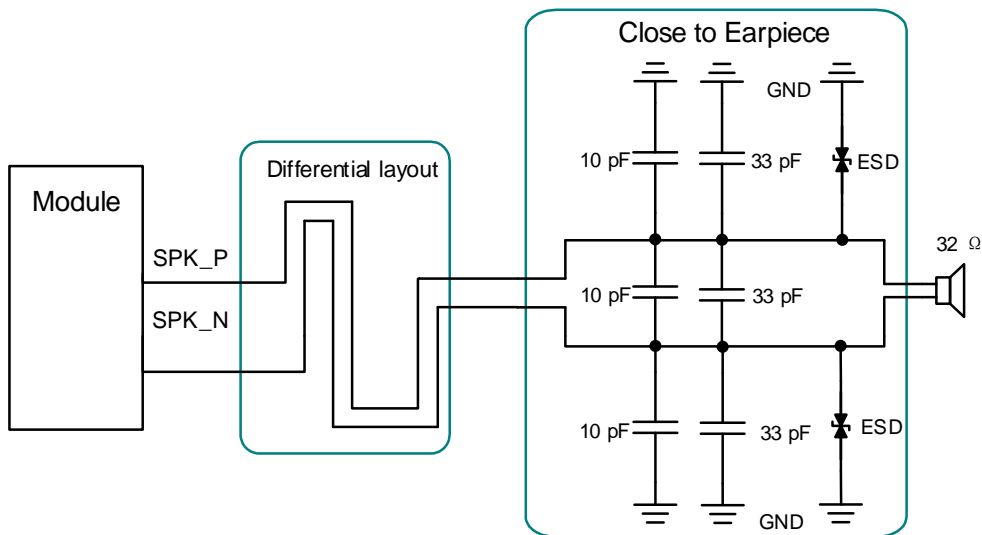 Close to Earpiece
GND
10 pF
33 pF
ESD
Differential layout
Module
SPK_P
32 Ω
10 pF
33 pF
SPK_N
10 pF
33 pF
ESD
GND